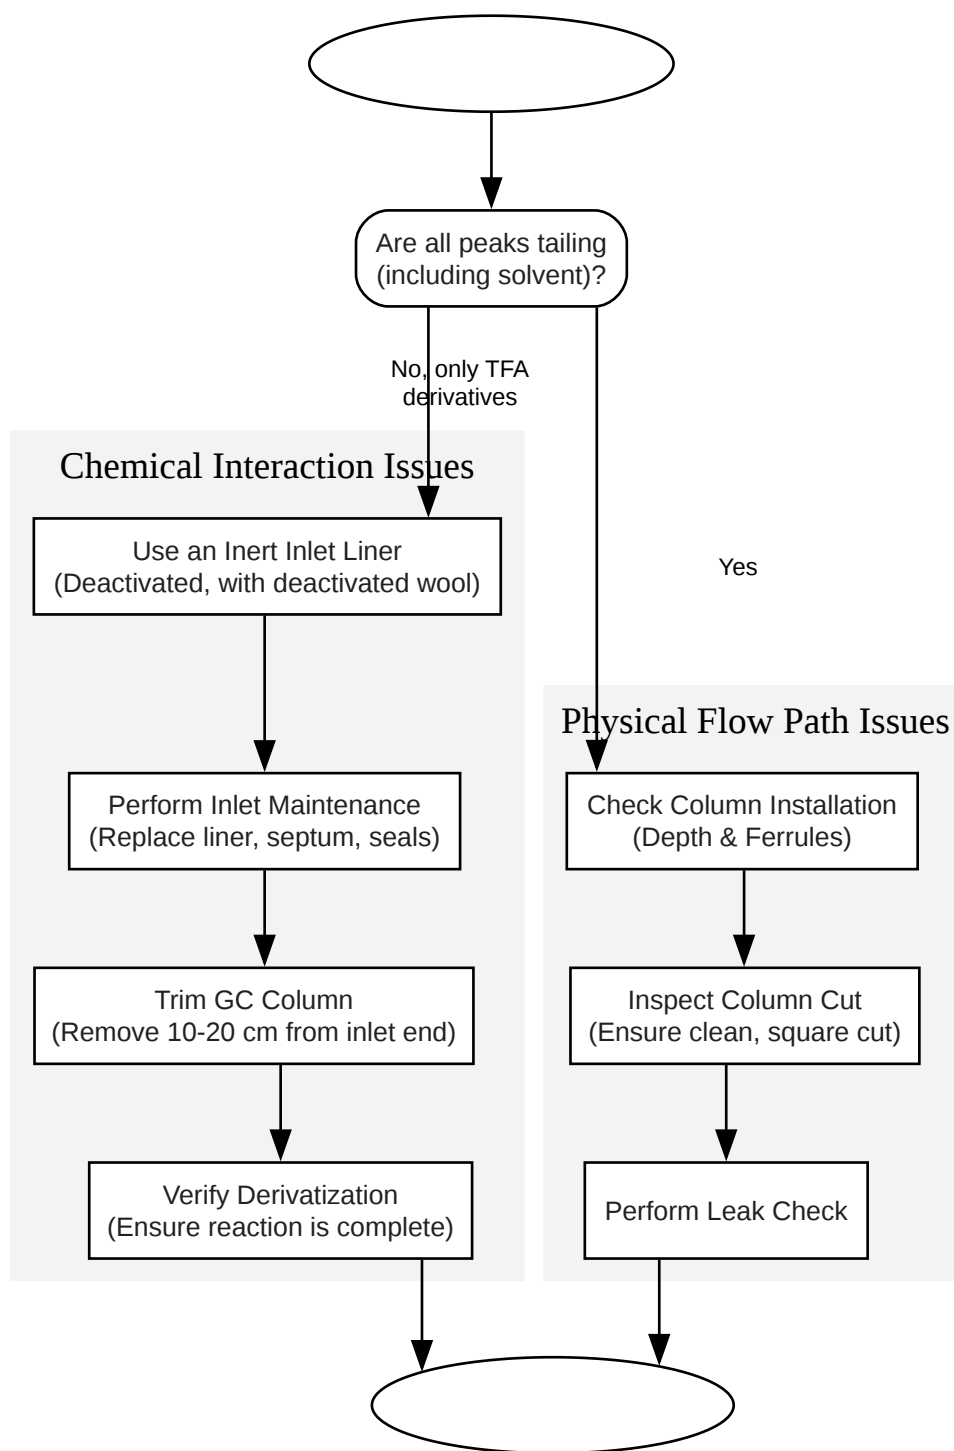 Are all peaks tailing
(including solvent)?
No, only TFA
derivatives
Chemical Interaction Issues
Use an Inert Inlet Liner
(Deactivated, with deactivated wool)
Perform Inlet Maintenance
(Replace liner, septum, seals)
Trim GC Column
(Remove 10-20 cm from inlet end)
Verify Derivatization
(Ensure reaction is complete)
Yes
Physical Flow Path Issues
Check Column Installation
(Depth & Ferrules)
Inspect Column Cut
(Ensure clean, square cut)
Perform Leak Check